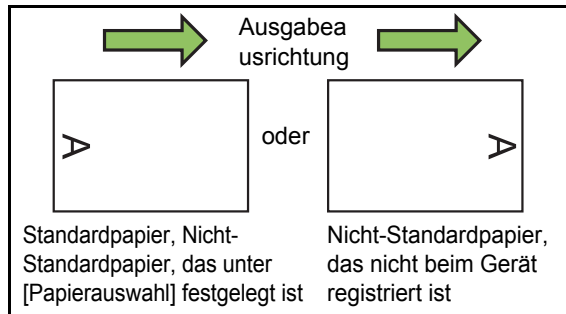 Ausgabea
usrichtung
A
oder
A
Standardpapier, Nicht-
Standardpapier, das unter
[Papierauswahl] festgelegt ist
Nicht-Standardpapier,
das nicht beim Gerät
registriert ist